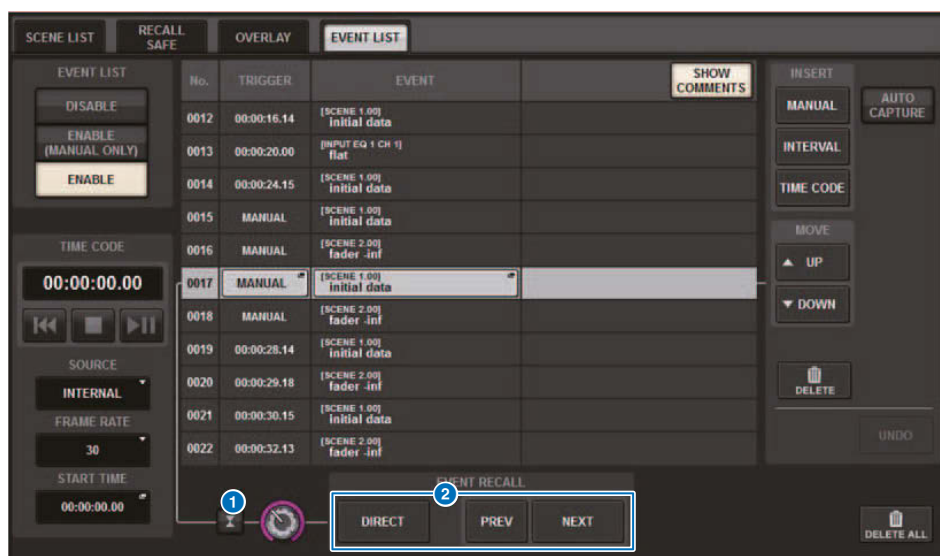 SCENE LIST RECALL SAFE OVERLAY EVENT LIST
EVENT LIST
DISABLE
ENABLE (MANUAL ONLY)
ENABLE
TIME CODE
00:00:00.00
SOURCE
INTERNAL
FRAME RATE
30
START TIME
00:00:00.00
No. TRIGGER EVENT SHOW COMMENTS
0012 00:00:16.14 [SCENE 1.00] initial data
0013 00:00:20.00 [INPUT EQ 1 CH 1] flat
0014 00:00:24.15 [SCENE 1.00] initial data
0015 MANUAL [SCENE 1.00] initial data
0016 MANUAL [SCENE 2.00] fader -inf
0017 MANUAL [SCENE 1.00] initial data
0018 MANUAL [SCENE 2.00] fader -inf
0019 00:00:28.14 [SCENE 1.00] initial data
0020 00:00:29.18 [SCENE 2.00] fader -inf
0021 00:00:30.15 [SCENE 1.00] initial data
0022 00:00:32.13 [SCENE 2.00] fader -inf
1
EVENT RECALL
2
DIRECT PREV NEXT
INSERT
MANUAL
AUTO CAPTURE
INTERVAL
TIME CODE
MOVE
UP
DOWN
DELETE
UNDO
DELETE ALL